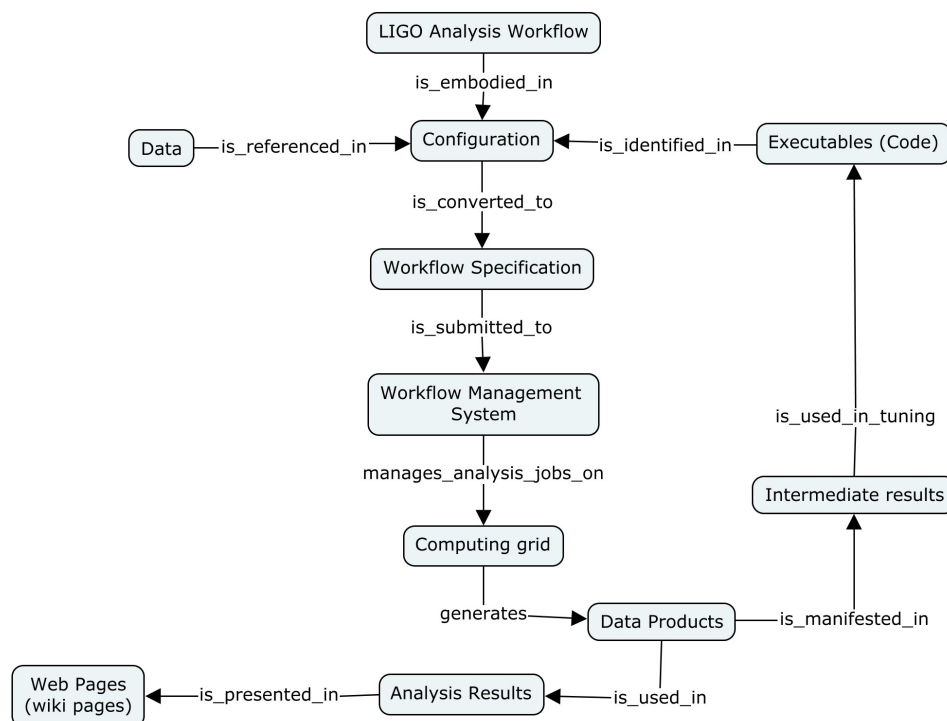 LIGO Analysis Workflow
is_embodied_in
Data
is_referenced_in
Configuration
is_identified_in
Executables (Code)
is_converted_to
Workflow Specification
is_submitted_to
Workflow Management
System
is_used_in_tuning
manages_analysis_jobs_on
Intermediate results
Computing grid
generates
Data Products
is_manifested_in
Web Pages
(wiki pages)
is_presented_in
Analysis Results
is_used_in